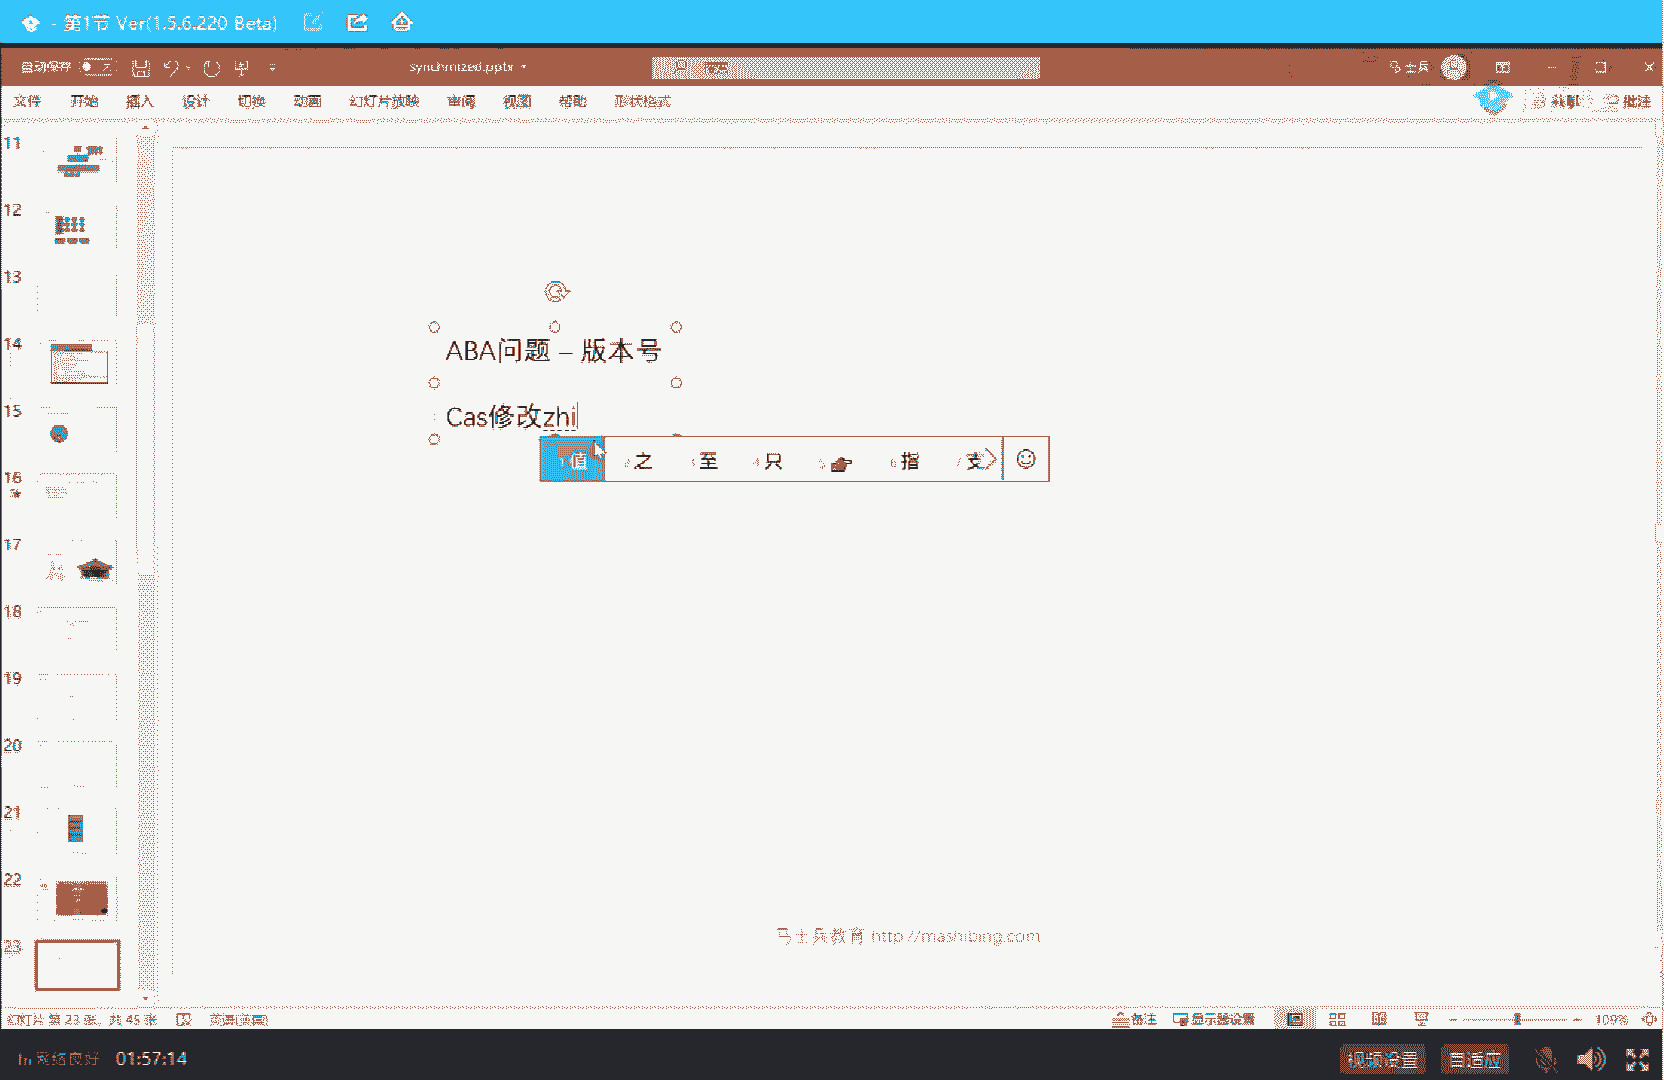 - 第1节 Ver(1.5.6.220 Beta)
自动保存
synchronized.pptx
马士兵
文件 开始 插入 设计 切换 动画 幻灯片放映 审阅 视图 帮助 形状格式
共享 批注
11
12
13
14
15
16
17
18
19
20
21
22
23
ABA问题 – 版本号
Cas修改zhi
1 值 2 之 3 至 4 只 5 6 指 7 支
马士兵教育 http://mashibing.com
幻灯片 第 23 张，共 45 张
英语(美国)
备注 显示器设置
109%
网络良好 01:57:14
视频设置 自适应